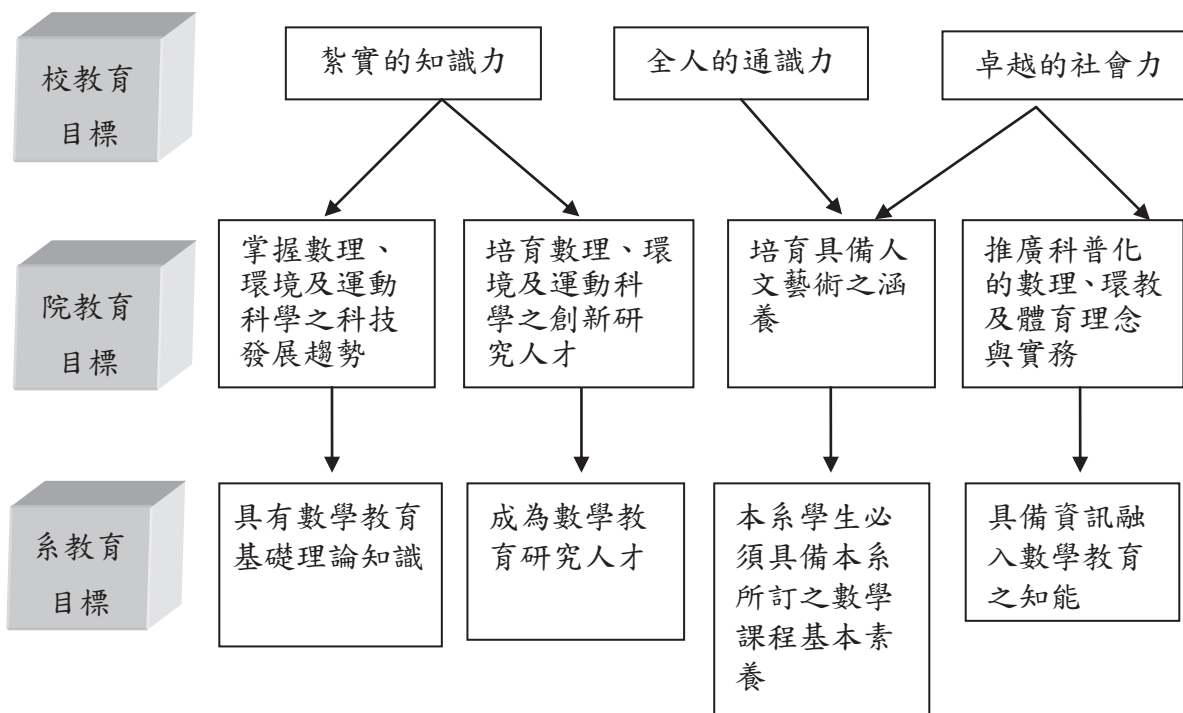 校教育
目標
紮實的知識力
全人的通識力
卓越的社會力
院教育
目標
掌握數理、
環境及運動
科學之科技
發展趨勢
培育數理、環
境及運動科
學之創新研
究人才
培育具備人
文藝術之涵
養
推廣科普化
的數理、環教
及體育理念
與實務
系教育
目標
具有數學教育
基礎理論知識
成為數學教
育研究人才
本系學生必
須具備本系
所訂之數學
課程基本素
養
具備資訊融
入數學教育
之知能